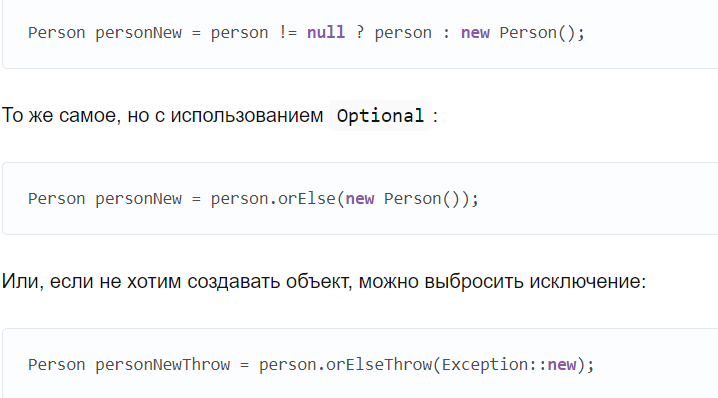 Person personNew = person != null ? person : new Person();
То же самое, но с использованием Optional:
Person personNew = person.orElse(new Person());
Или, если не хотим создавать объект, можно выбросить исключение:
Person personNewThrow = person.orElseThrow(Exception::new);